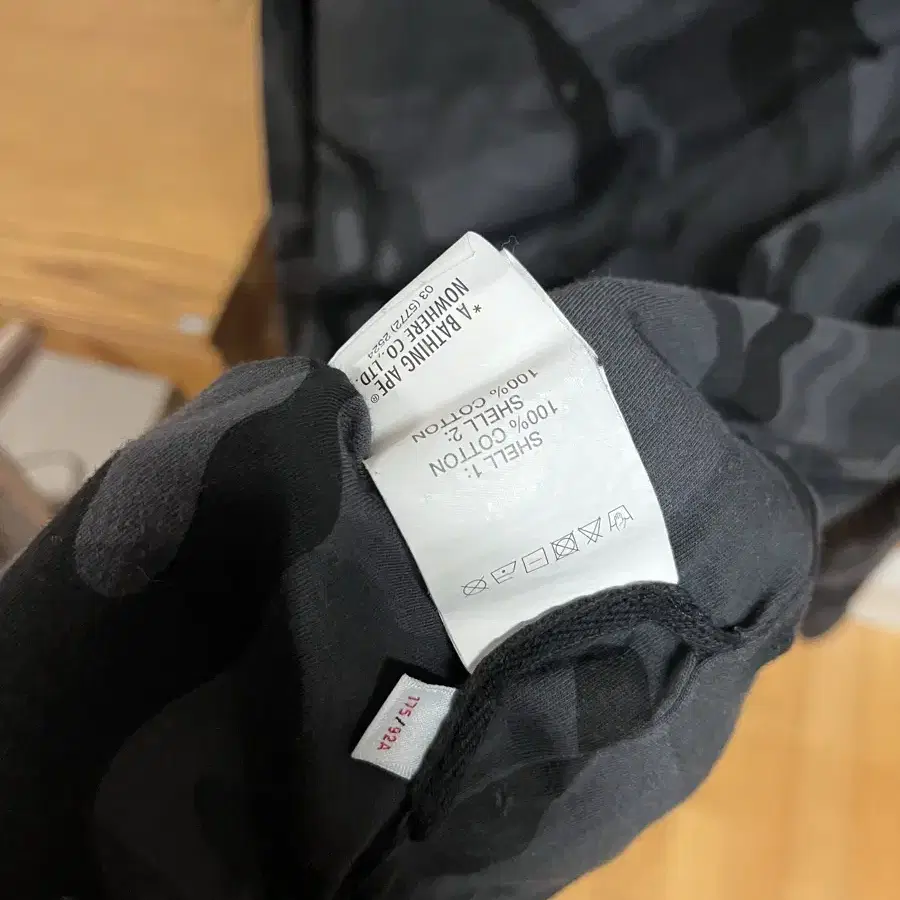 *A BATHING APE®
NOWHERE CO., LTD.
03 (5772) 2524
SHELL 1:
100% COTTON
SHELL 2:
100% COTTON
175/92A